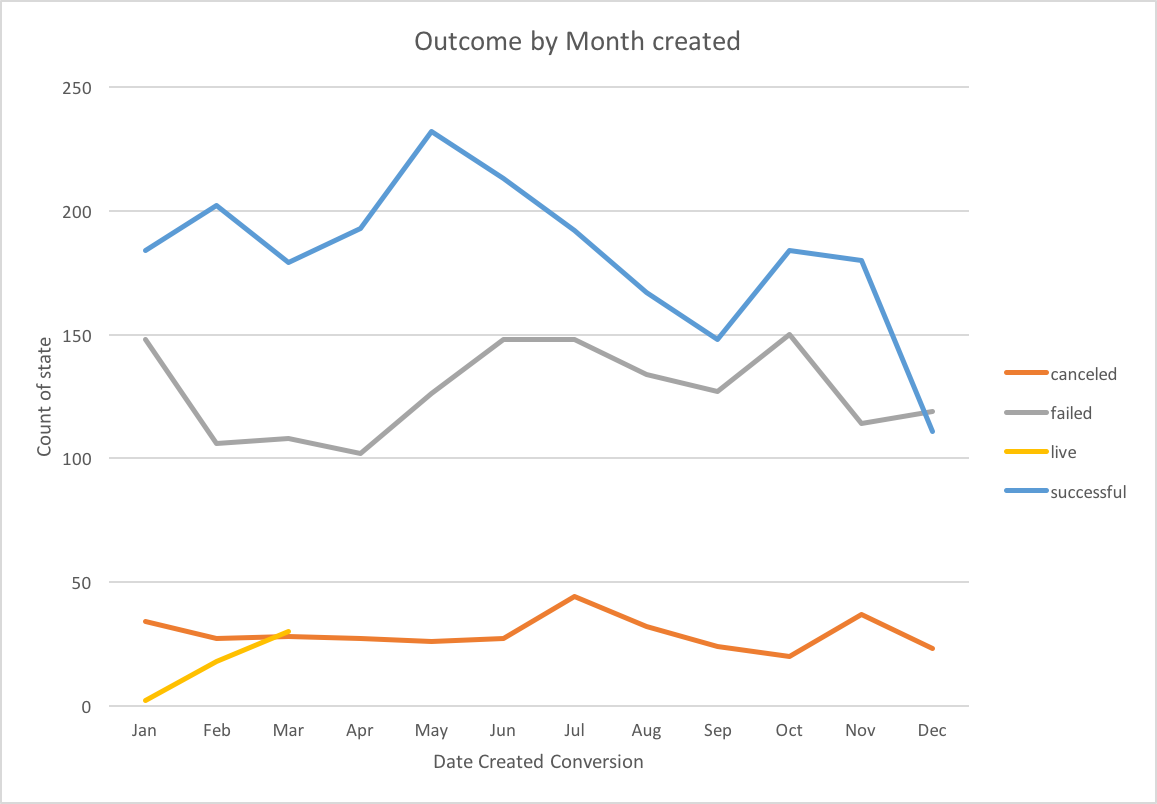 Outcome by Month created
250
200
150
100
50
0
Count of state
Jan Feb Mar Apr May Jun Jul Aug Sep Oct Nov Dec
Date Created Conversion
canceled
failed
live
successful